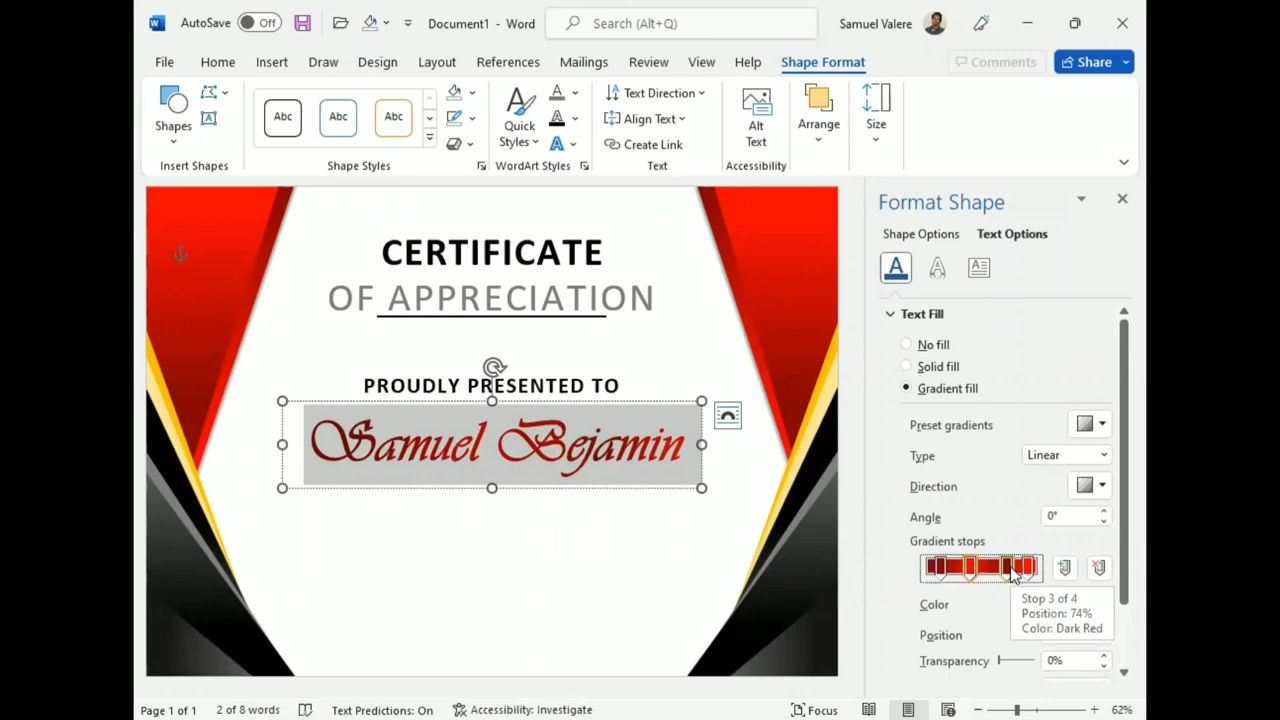 AutoSave Off Document1 - Word Search (Alt+Q) Samuel Valere
File Home Insert Draw Design Layout References Mailings Review View Help Shape Format Comments Share
Shapes
Insert Shapes
Abc Abc Abc
Shape Styles
Quick Styles
WordArt Styles
Text Direction
Align Text
Create Link
Text
Alt Text
Accessibility
Arrange
Size
CERTIFICATE
OF APPRECIATION
PROUDLY PRESENTED TO
Samuel Bejamin
Format Shape
Shape Options Text Options
Text Fill
No fill
Solid fill
Gradient fill
Preset gradients
Type Linear
Direction
Angle 0°
Gradient stops
Stop 3 of 4
Position: 74%
Color: Dark Red
Color
Position
Transparency 0%
Page 1 of 1 2 of 8 words Text Predictions: On Accessibility: Investigate Focus 62%